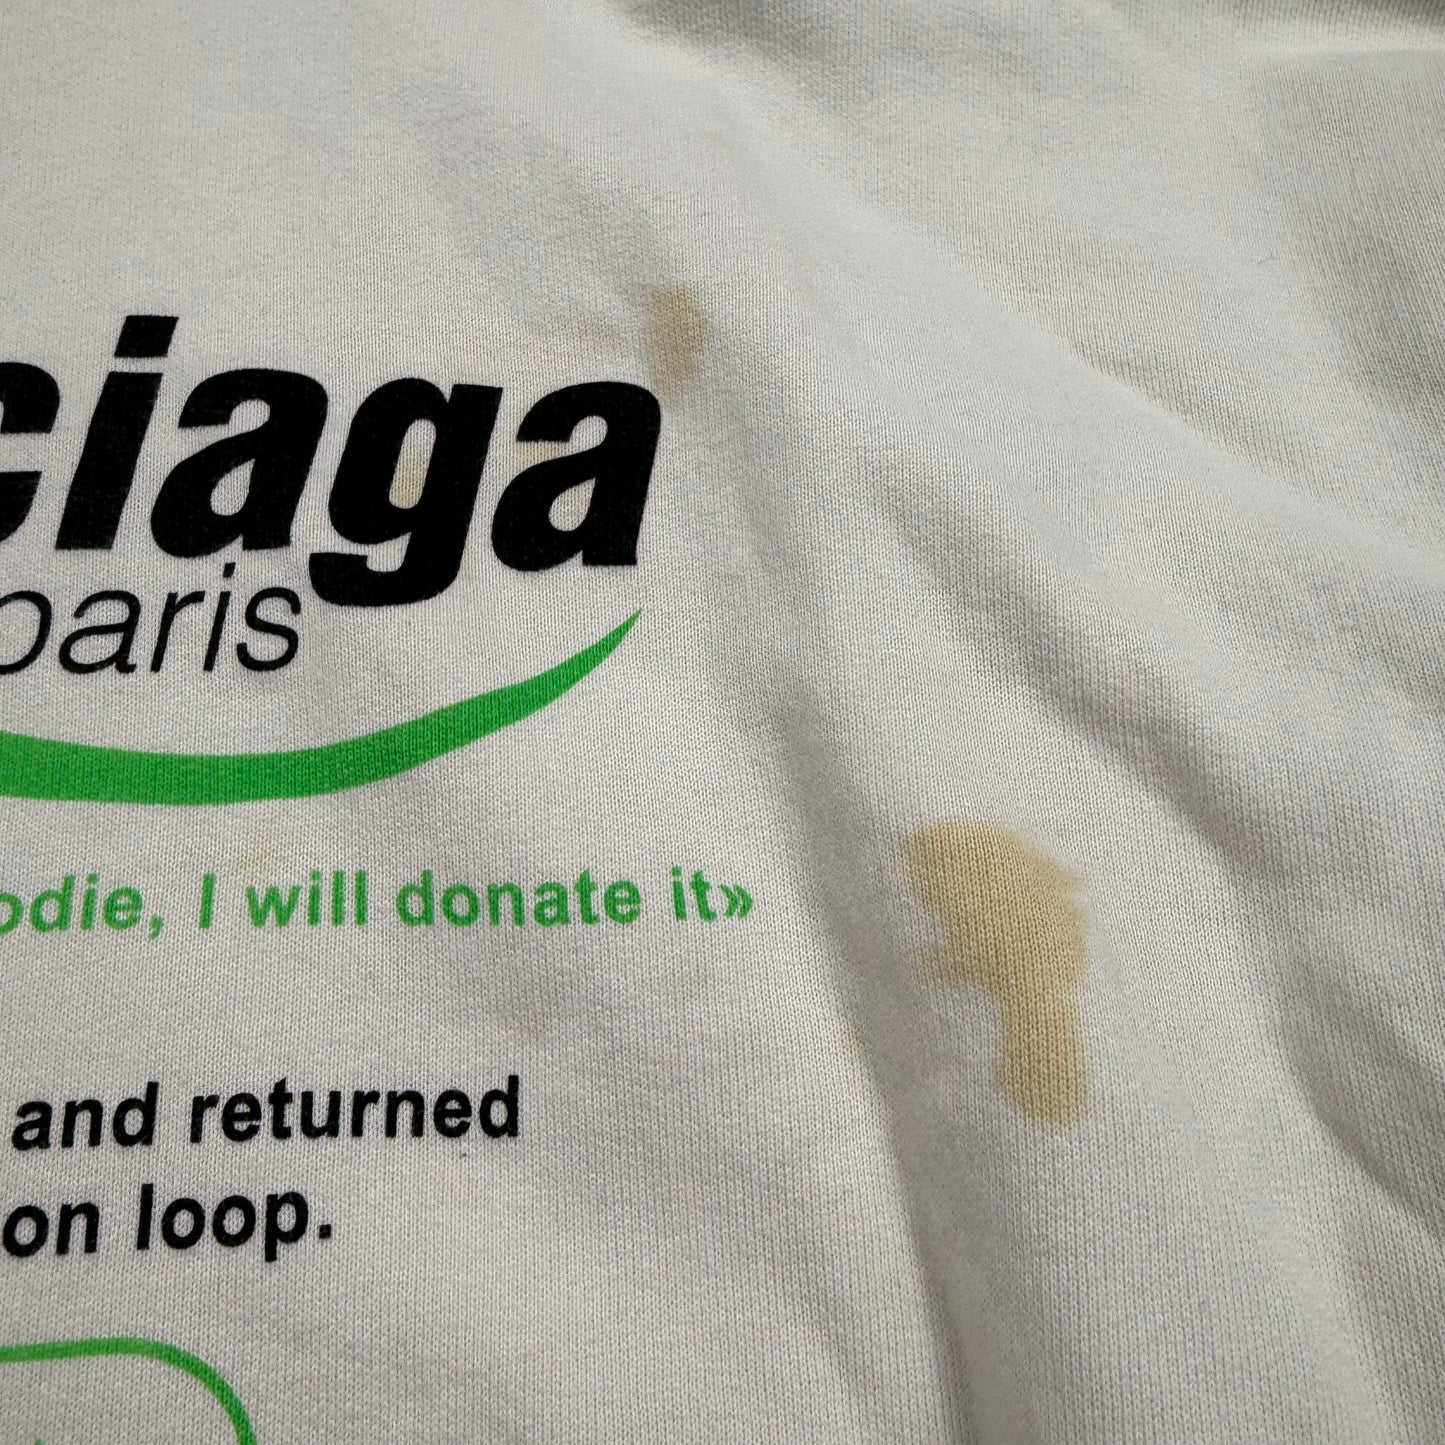 ciaga
paris
odie, I will donate it»
and returned
on loop.